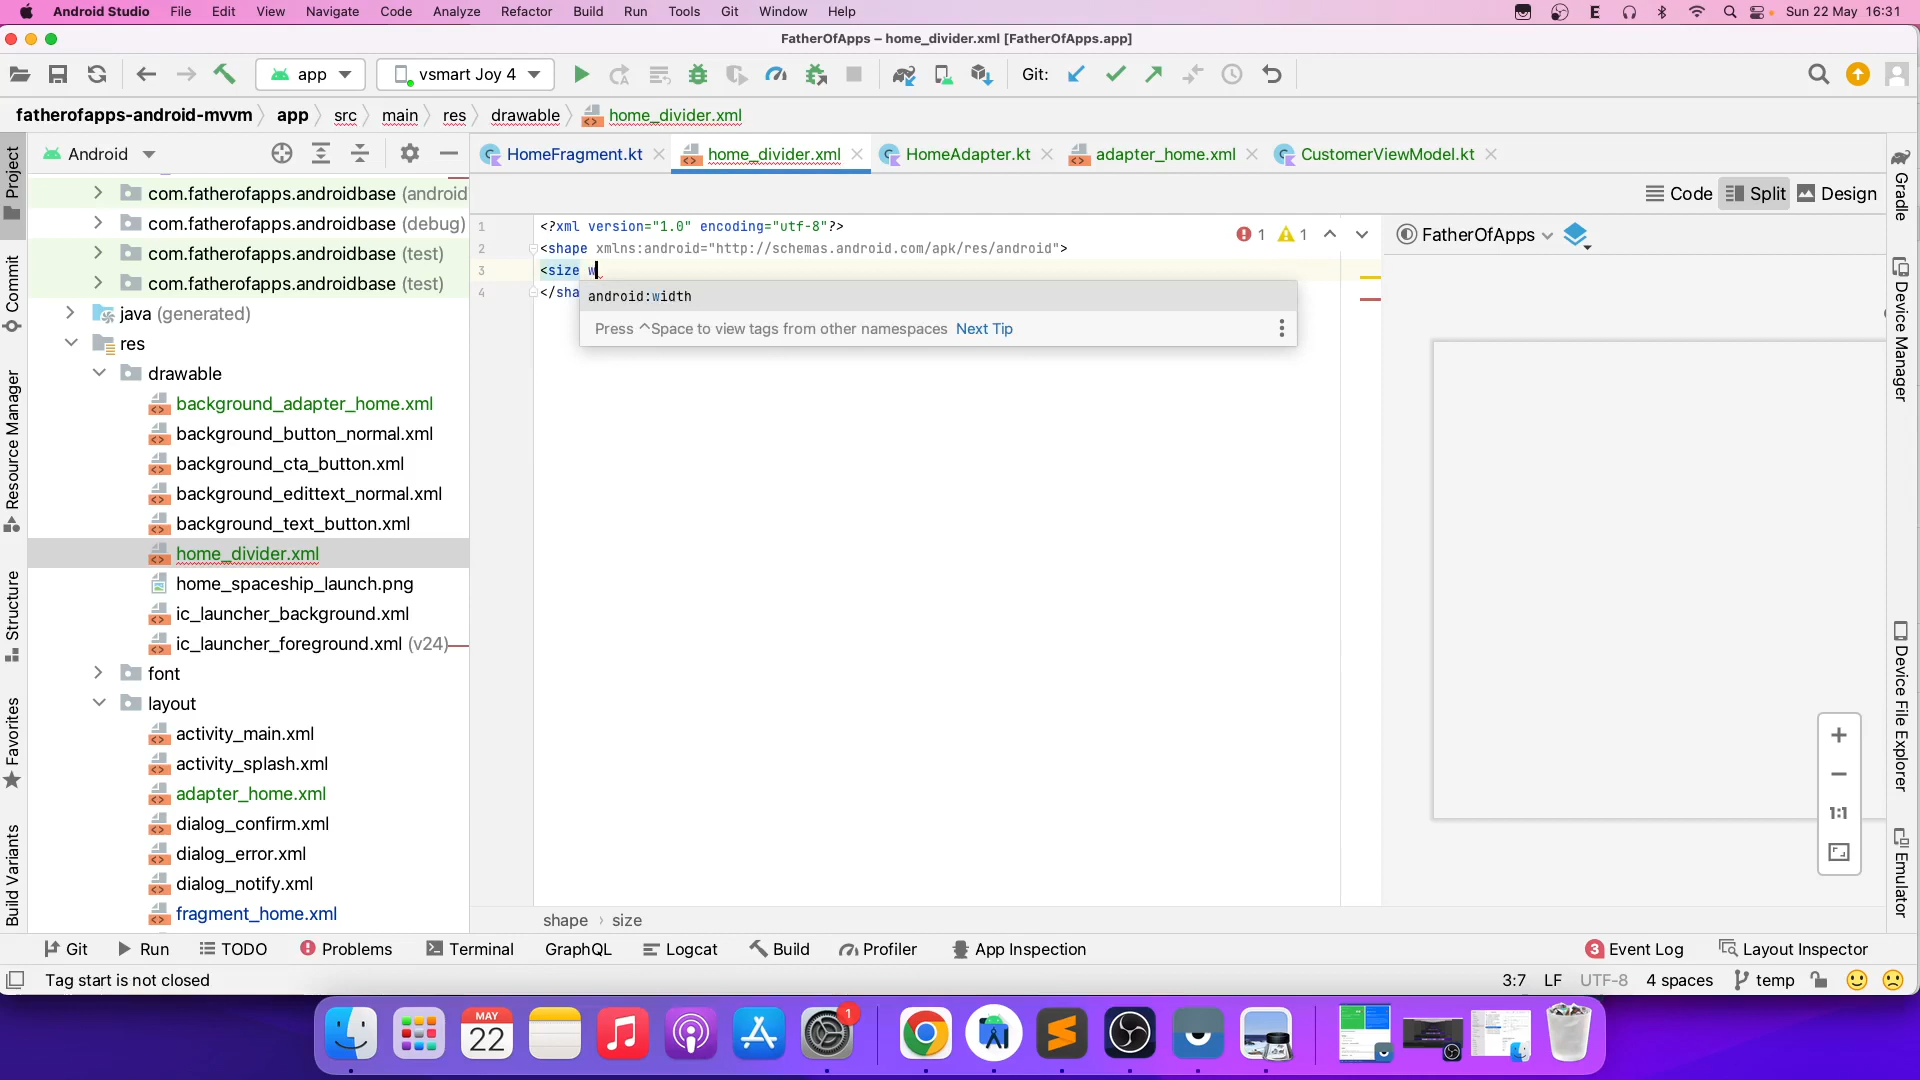 Android Studio File Edit View Navigate Code Analyze Refactor Build Run Tools Git Window Help E Sun 22 May 16:31
FatherOfApps – home_divider.xml [FatherOfApps.app]
app vsmart Joy 4 Git:
fatherofapps-android-mvvm app src main res drawable home_divider.xml
Android
HomeFragment.kt home_divider.xml HomeAdapter.kt adapter_home.xml CustomerViewModel.kt
Code Split Design
FatherOfApps
1 <?xml version="1.0" encoding="utf-8"?>
2 <shape xmlns:android="http://schemas.android.com/apk/res/android">
3 <size w
4 </sha
1 1
android:width
Press ^Space to view tags from other namespaces Next Tip
com.fatherofapps.androidbase (android
com.fatherofapps.androidbase (debug)
com.fatherofapps.androidbase (test)
com.fatherofapps.androidbase (test)
java (generated)
res
drawable
background_adapter_home.xml
background_button_normal.xml
background_cta_button.xml
background_edittext_normal.xml
background_text_button.xml
home_divider.xml
home_spaceship_launch.png
ic_launcher_background.xml
ic_launcher_foreground.xml (v24)
font
layout
activity_main.xml
activity_splash.xml
adapter_home.xml
dialog_confirm.xml
dialog_error.xml
dialog_notify.xml
fragment_home.xml
Project
Commit
Resource Manager
Structure
Favorites
Build Variants
Gradle
Device Manager
Device File Explorer
Emulator
1:1
shape size
Git Run TODO Problems Terminal GraphQL Logcat Build Profiler App Inspection 3 Event Log Layout Inspector
Tag start is not closed 3:7 LF UTF-8 4 spaces temp
MAY
22
1